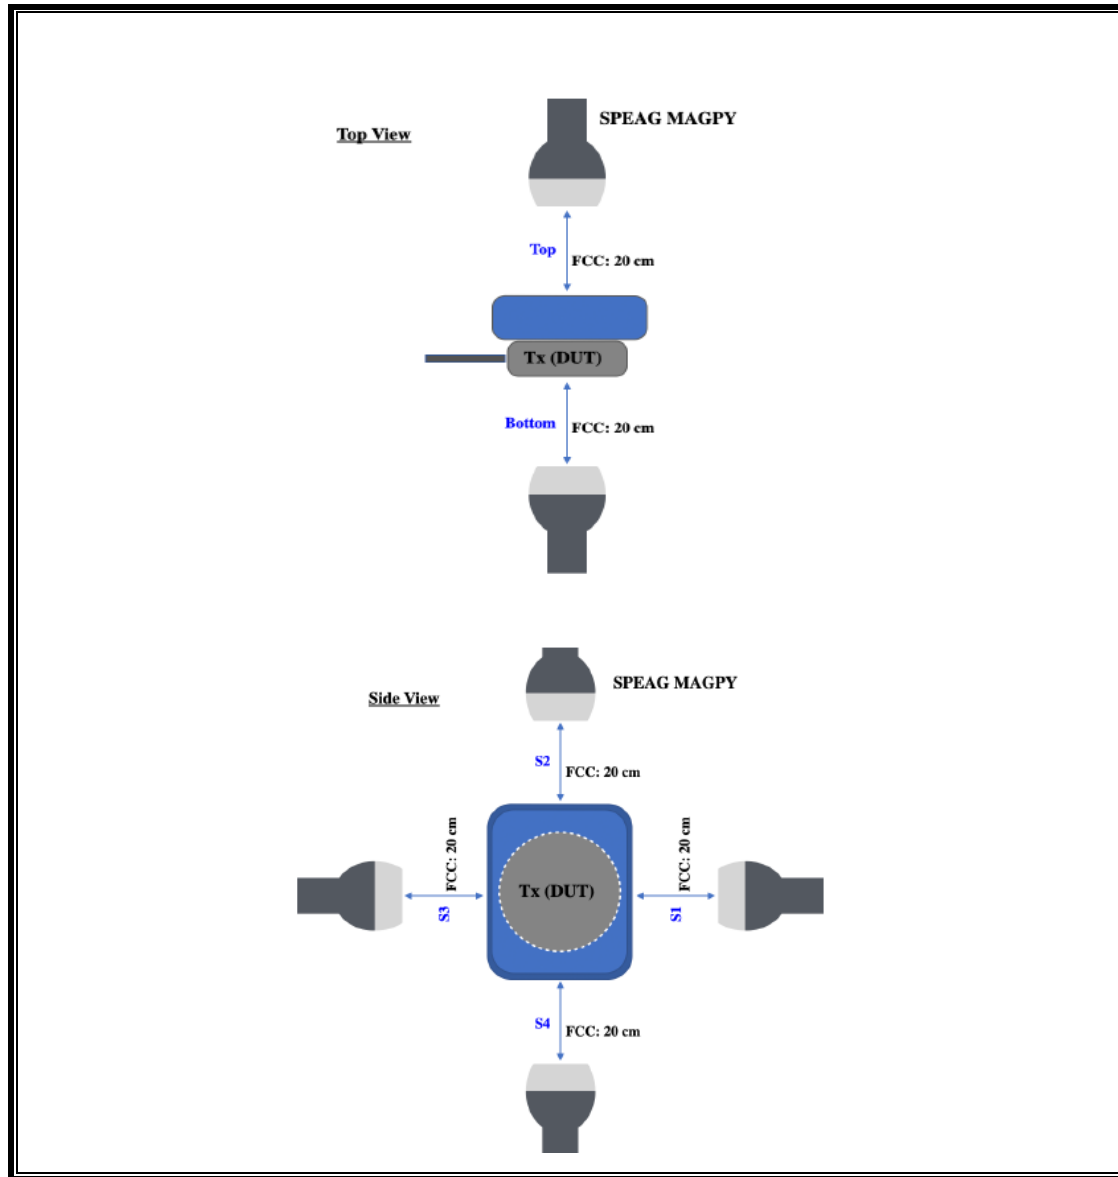 SPEAG MAGPY
Top View
Top
FCC: 20 cm
Tx (DUT)
Bottom
FCC: 20 cm
SPEAG MAGPY
Side View
S2
FCC: 20 cm
FCC: 20 cm
S3
Tx (DUT)
FCC: 20 cm
S1
S4
FCC: 20 cm